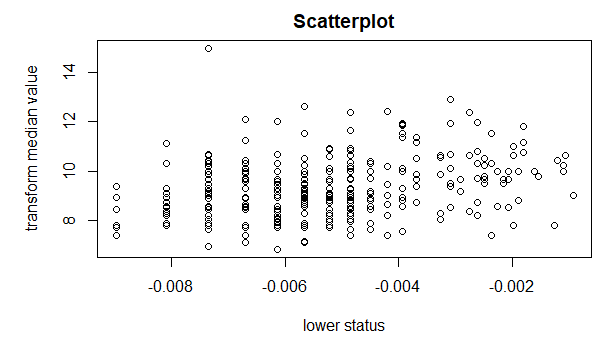 Scatterplot
transform median value
14
12
10
8
-0.008 -0.006 -0.004 -0.002
lower status